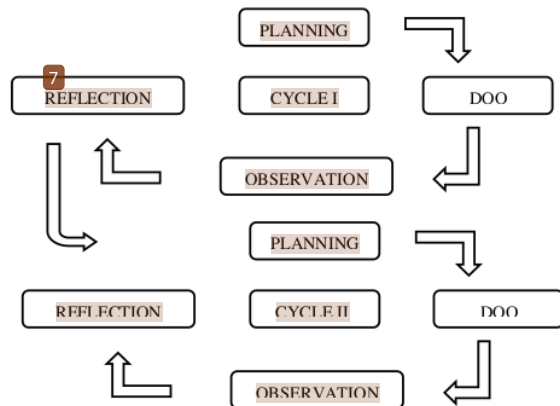 PLANNING
7
REFLECTION CYCLE I DOO
OBSERVATION
PLANNING
REFLECTION CYCLE II DOO
OBSERVATION